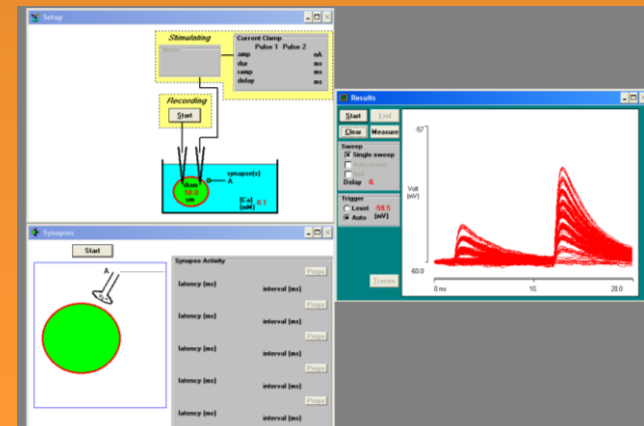 Setup
Stimulating
Current Clamp
Pulse 1 Pulse 2
amp nA
dur ms
ramp ms
delay ms
Recording
Start
synapse(s)
A
diam
50.0
um
[Ca]
(mM) 0.1
Synapses
Start
A
Synapse Activity
Props
latency (ms)
interval (ms)
Props
latency (ms)
interval (ms)
Props
latency (ms)
interval (ms)
Props
latency (ms)
interval (ms)
Props
latency (ms)
interval (ms)
Results
Start End
Clear Measure
Sweep
Single sweep
Delay 0.
Trigger
Level -59.5
Auto (mV)
-57
Volt
(mV)
-60.0
0 ms 10. 20.0